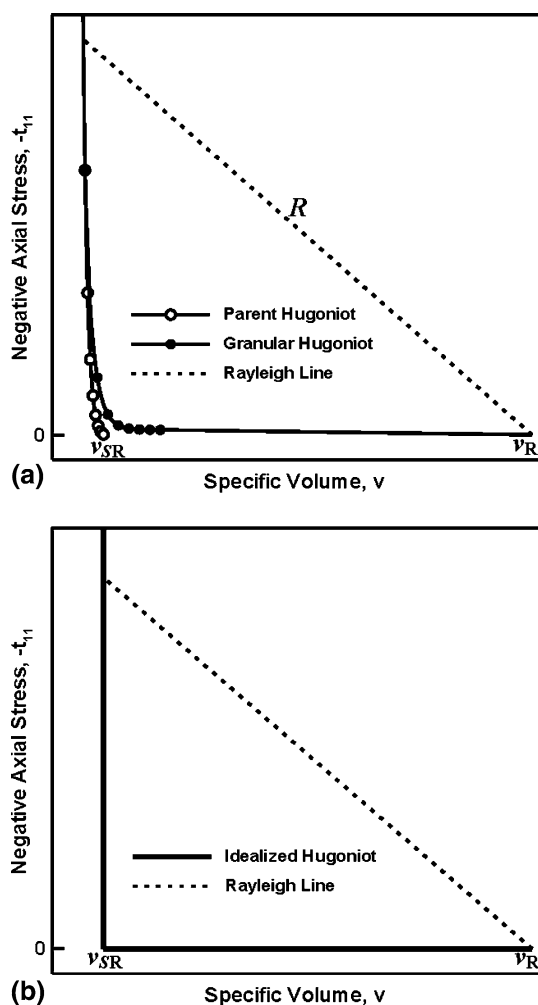 Negative Axial Stress, -t11
R
Parent Hugoniot
Granular Hugoniot
Rayleigh Line
0
vSR
vR
(a)
Specific Volume, v
Negative Axial Stress, -t11
Idealized Hugoniot
Rayleigh Line
0
vSR
vR
(b)
Specific Volume, v